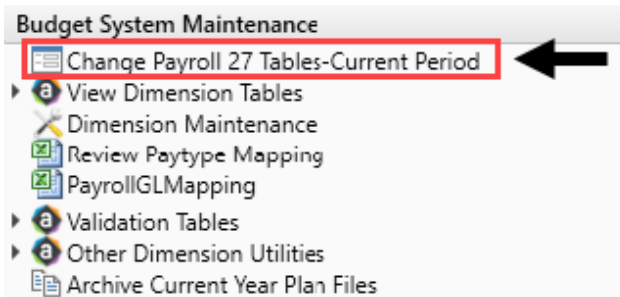 Budget System Maintenance
Change Payroll 27 Tables-Current Period
View Dimension Tables
Dimension Maintenance
Review Paytype Mapping
PayrollGLMapping
Validation Tables
Other Dimension Utilities
Archive Current Year Plan Files